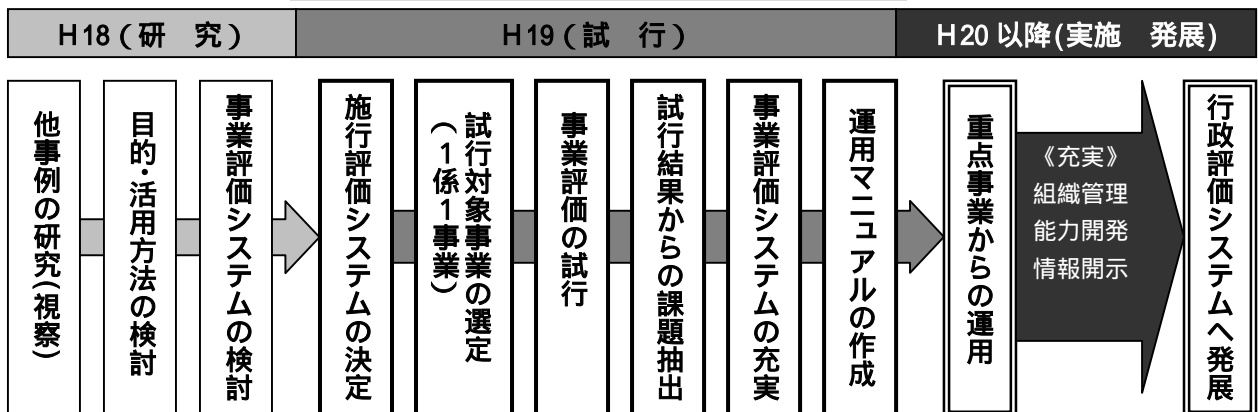 H18(研 究)
H19(試 行)
H20以降(実施 発展)
他事例の研究(視察)
目的・活用方法の検討
事業評価システムの検討
施行評価システムの決定
試行対象事業の選定
(1係1事業)
事業評価の試行
試行結果からの課題抽出
事業評価システムの充実
運用マニュアルの作成
重点事業からの運用
《充実》
組織管理
能力開発
情報開示
行政評価システムへ発展